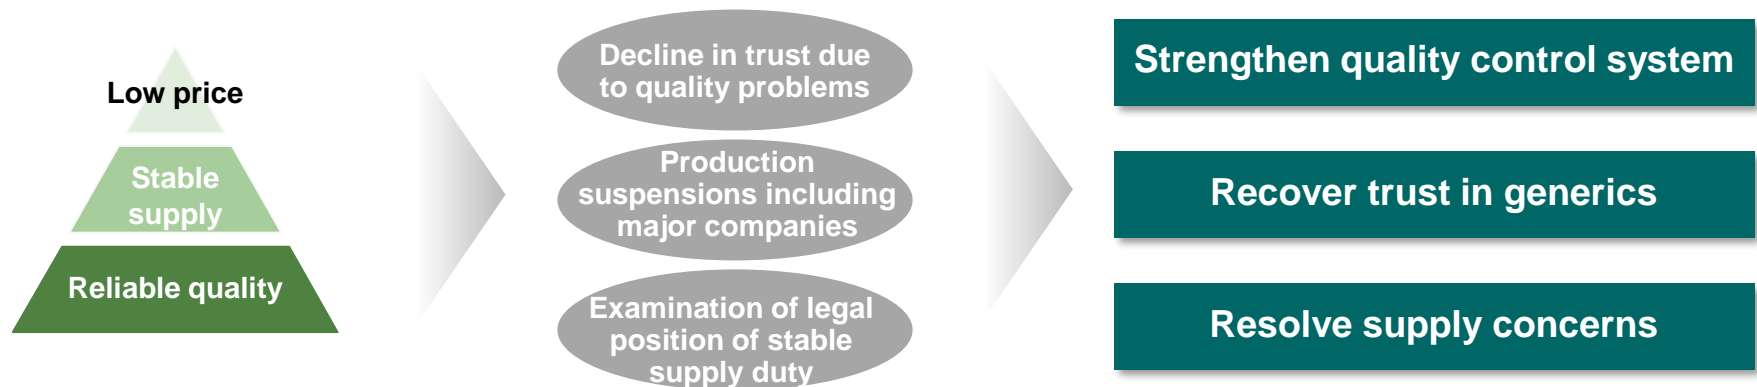 Low price
Stable
supply
Reliable quality
Decline in trust due
to quality problems
Production
suspensions including
major companies
Examination of legal
position of stable
supply duty
Strengthen quality control system
Recover trust in generics
Resolve supply concerns